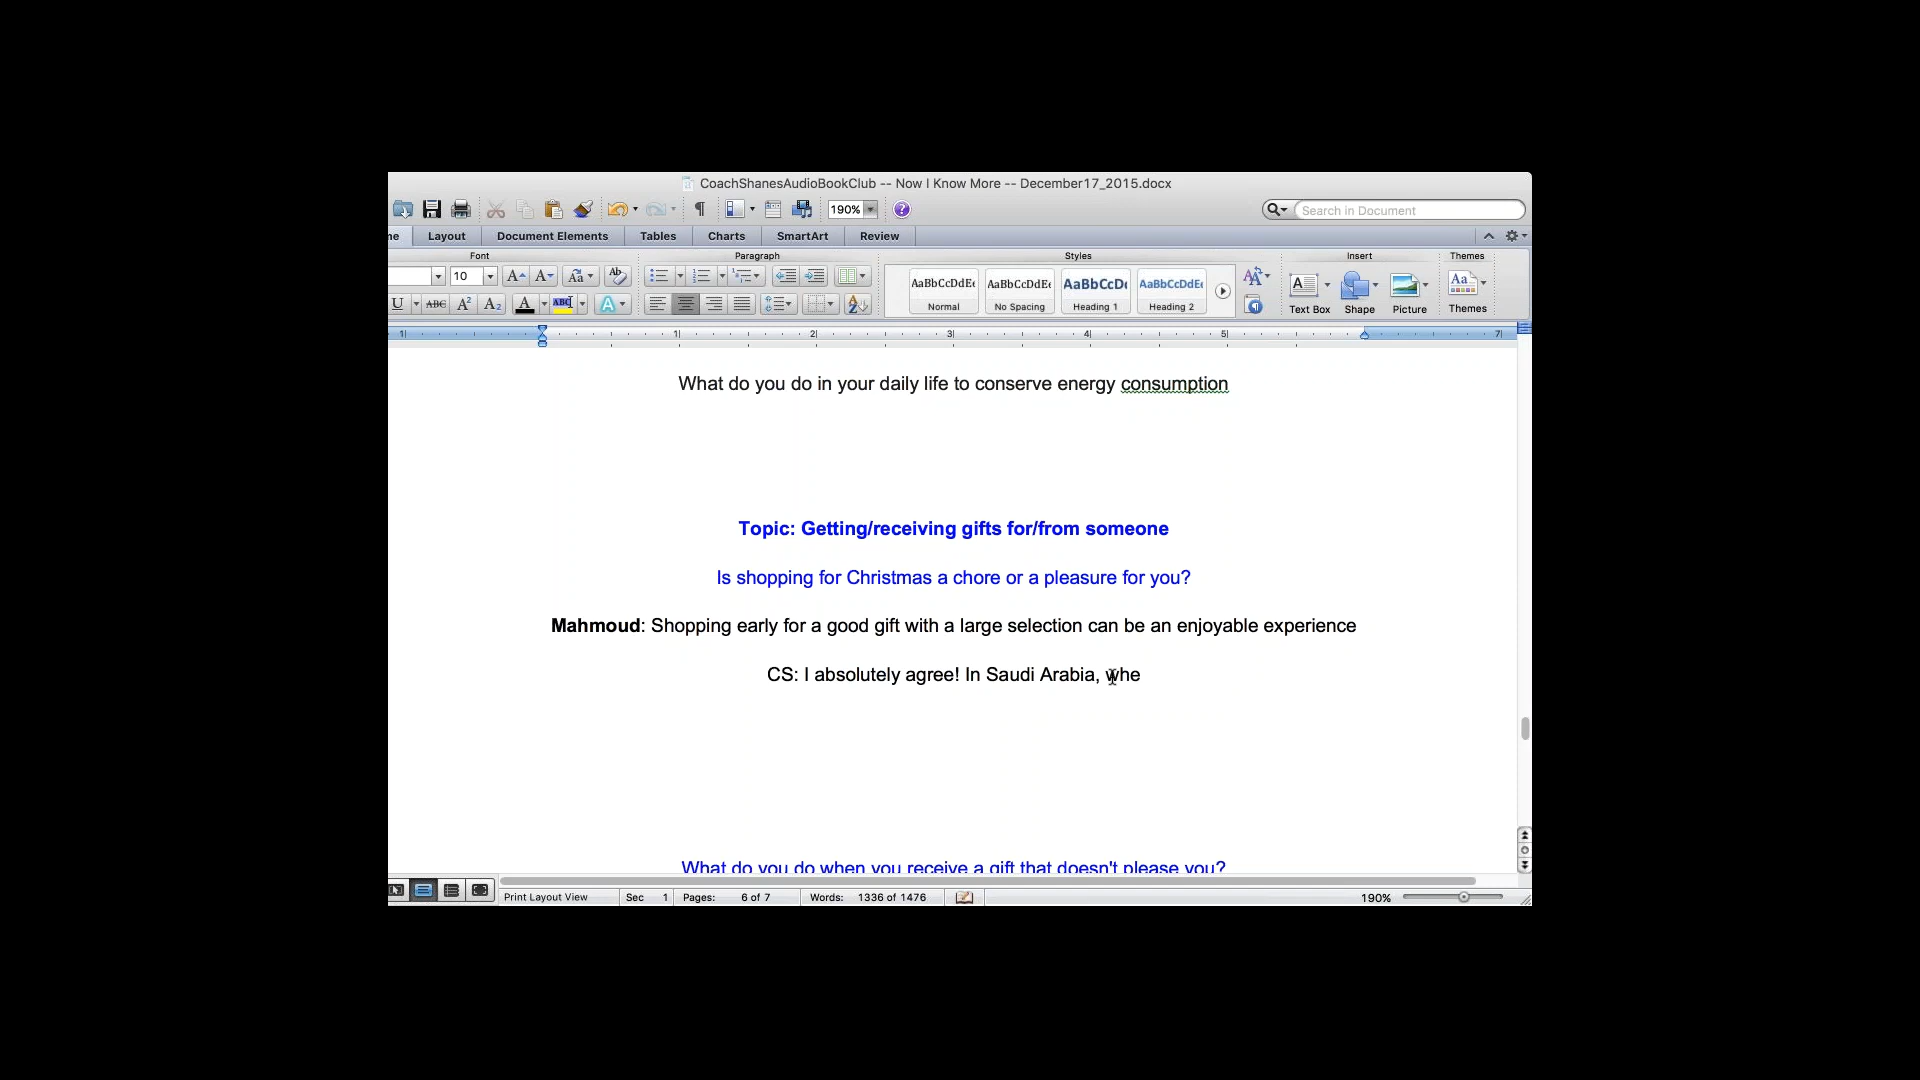 CoachShanesAudioBookClub -- Now I Know More -- December17_2015.docx
190%
Search in Document
Layout Document Elements Tables Charts SmartArt Review
Font Paragraph Styles Insert Themes
10
AaBbCcDdEe AaBbCcDdEe AaBbCcDc AaBbCcDdEe
Normal No Spacing Heading 1 Heading 2
Text Box Shape Picture Themes
What do you do in your daily life to conserve energy consumption
Topic: Getting/receiving gifts for/from someone
Is shopping for Christmas a chore or a pleasure for you?
Mahmoud: Shopping early for a good gift with a large selection can be an enjoyable experience
CS: I absolutely agree! In Saudi Arabia, whe
What do you do when you receive a gift that doesn't please you?
Print Layout View Sec 1 Pages: 6 of 7 Words: 1336 of 1476 190%